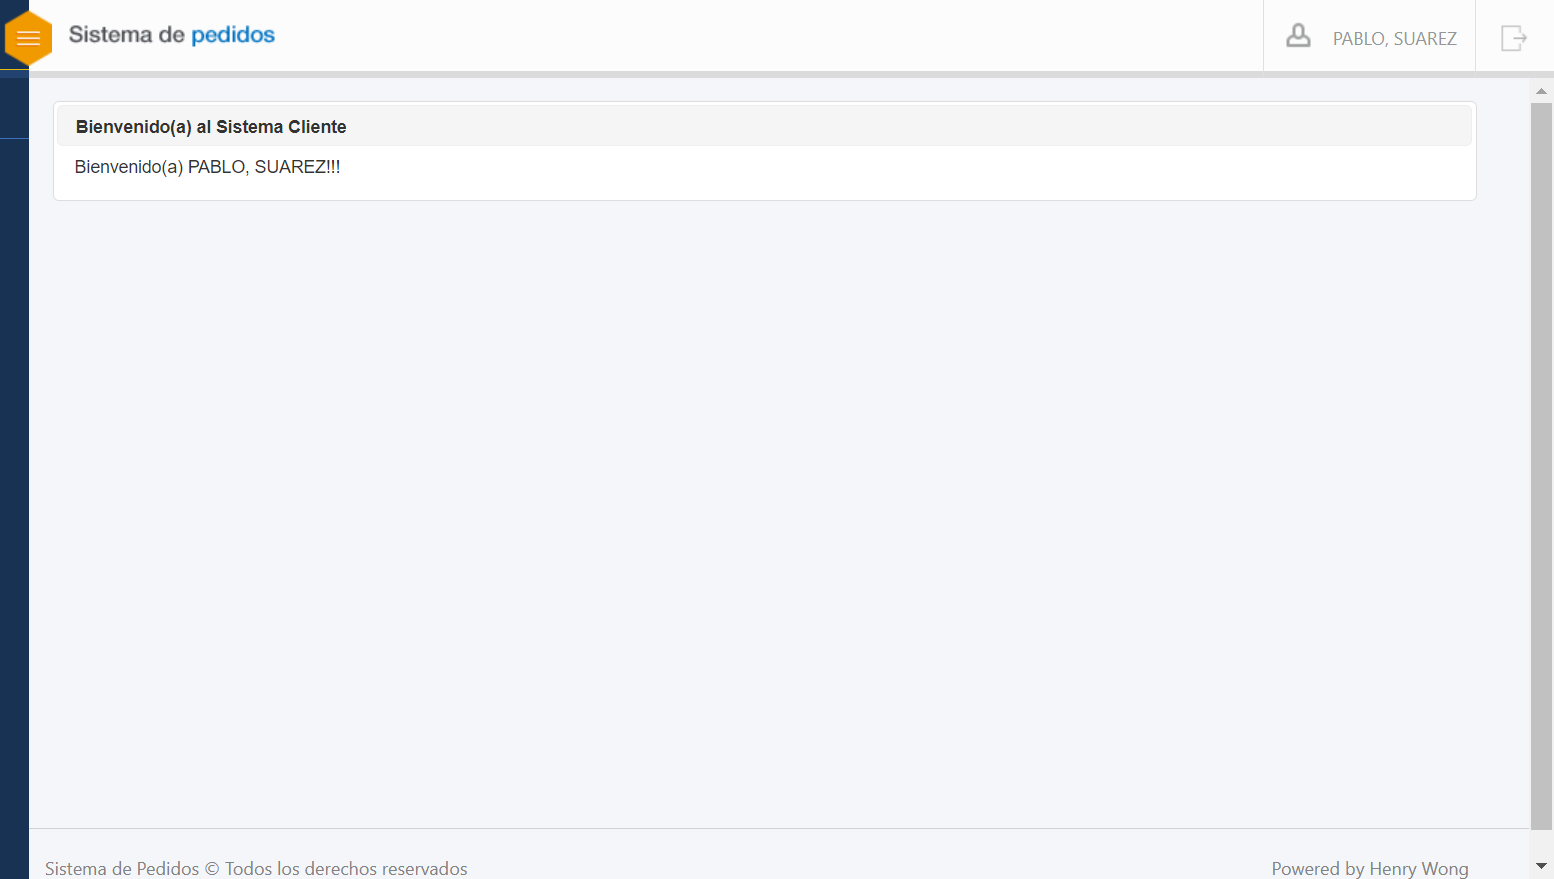 Sistema de pedidos
PABLO, SUAREZ
Bienvenido(a) al Sistema Cliente
Bienvenido(a) PABLO, SUAREZ!!!
Sistema de Pedidos © Todos los derechos reservados
Powered by Henry Wong